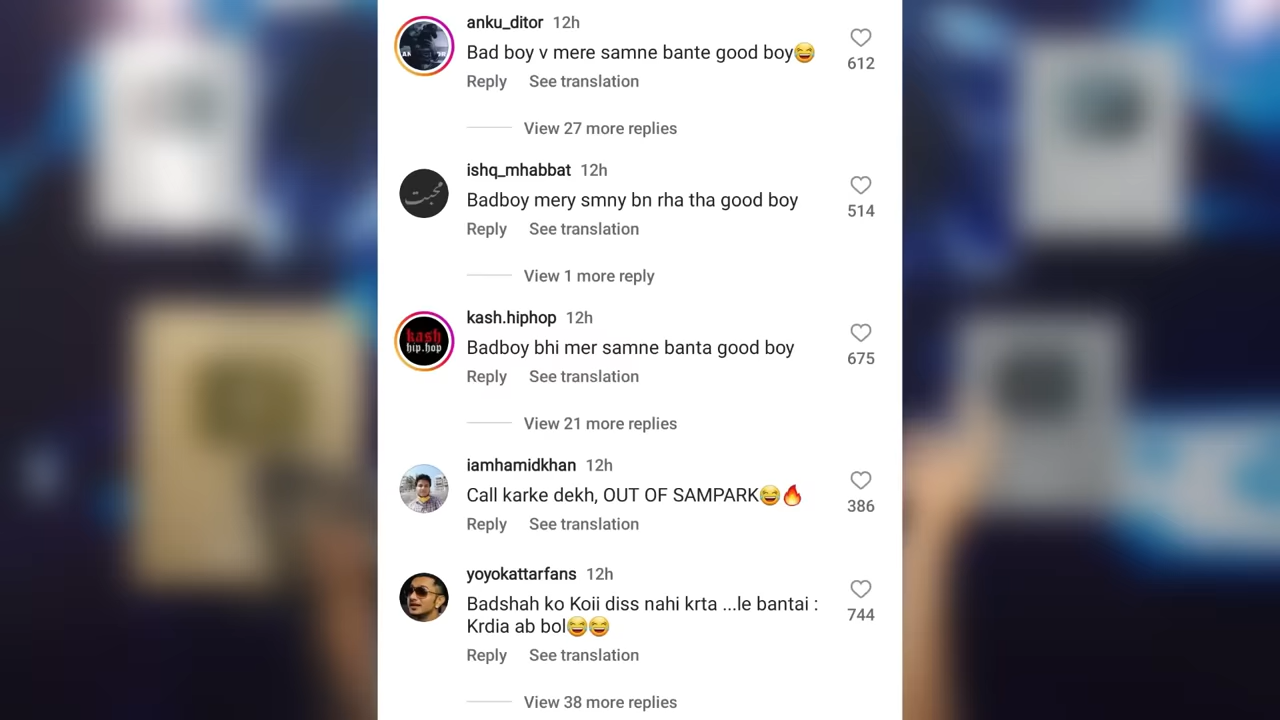 anku_ditor 12h
Bad boy v mere samne bante good boy😆
612
Reply See translation
View 27 more replies
ishq_mhabbat 12h
محبت
Badboy mery smny bn rha tha good boy
514
Reply See translation
View 1 more reply
kash.hiphop 12h
kash
hip.hop
Badboy bhi mer samne banta good boy
675
Reply See translation
View 21 more replies
iamhamidkhan 12h
Call karke dekh, OUT OF SAMPARK😆🔥
386
Reply See translation
yoyokattarfans 12h
Badshah ko Koii diss nahi krta ...le bantai :
Krdia ab bol😆😆
744
Reply See translation
View 38 more replies